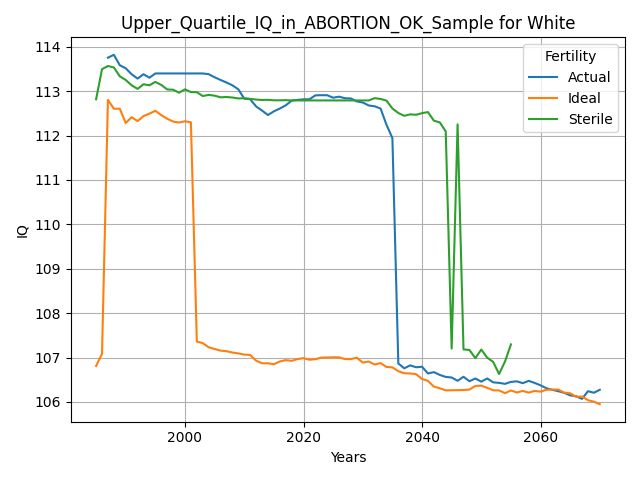 Upper_Quartile_IQ_in_ABORTION_OK_Sample for White
114
113
112
111
110
109
108
107
106
IQ
Fertility
Actual
Ideal
Sterile
2000
2020
2040
2060
Years